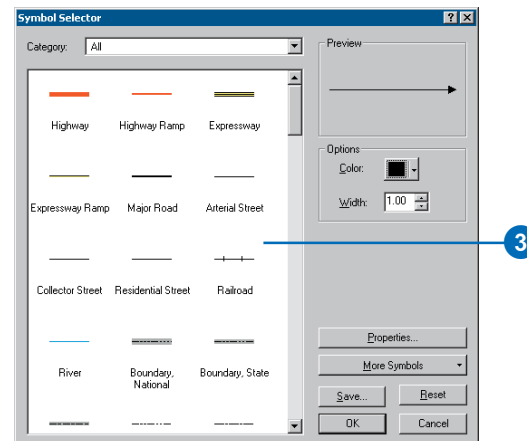 Symbol Selector
Category: All
Preview
Highway
Highway Ramp
Expressway
Options
Color:
Width: 1.00
Expressway Ramp
Major Road
Arterial Street
3
Collector Street
Residential Street
Railroad
River
Boundary,
National
Boundary, State
Properties...
More Symbols
Save...
Reset
OK
Cancel